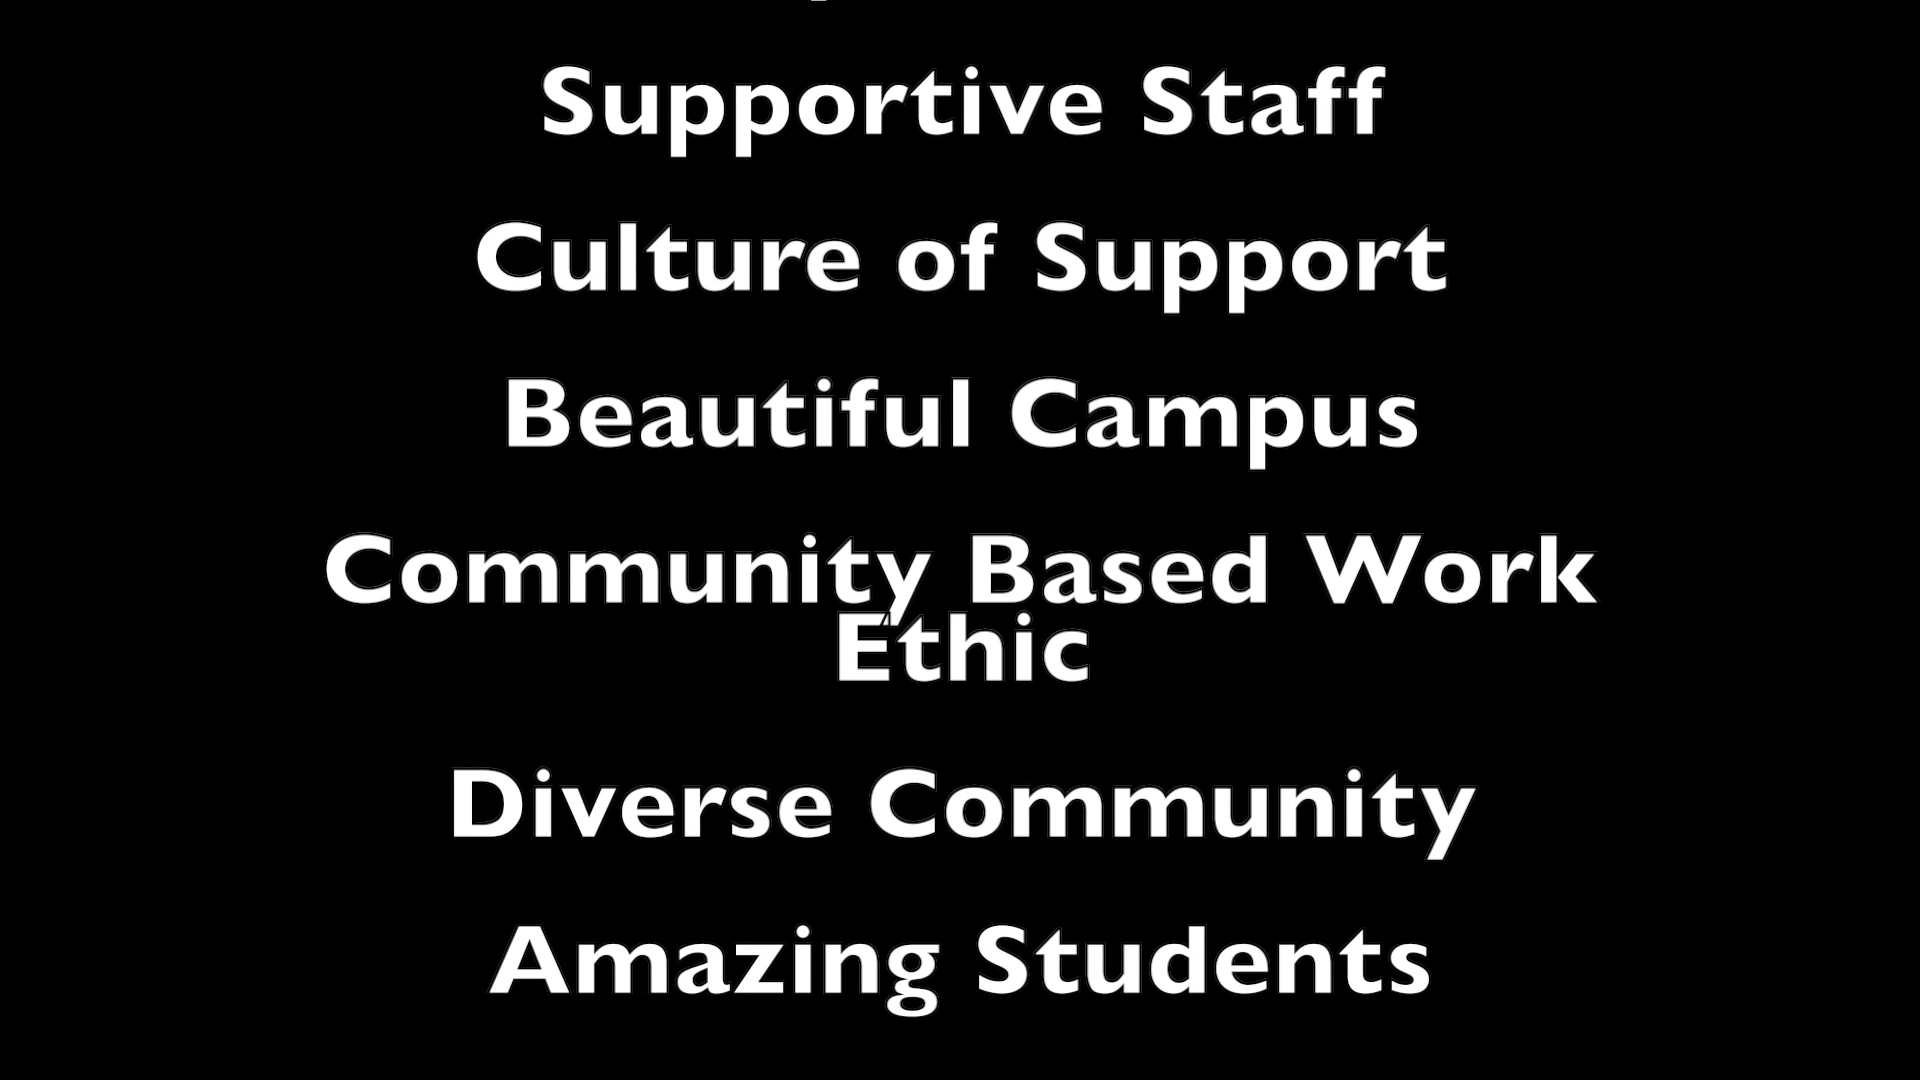 Supportive Staff
Culture of Support
Beautiful Campus
Community Based Work
Ethic
Diverse Community
Amazing Students